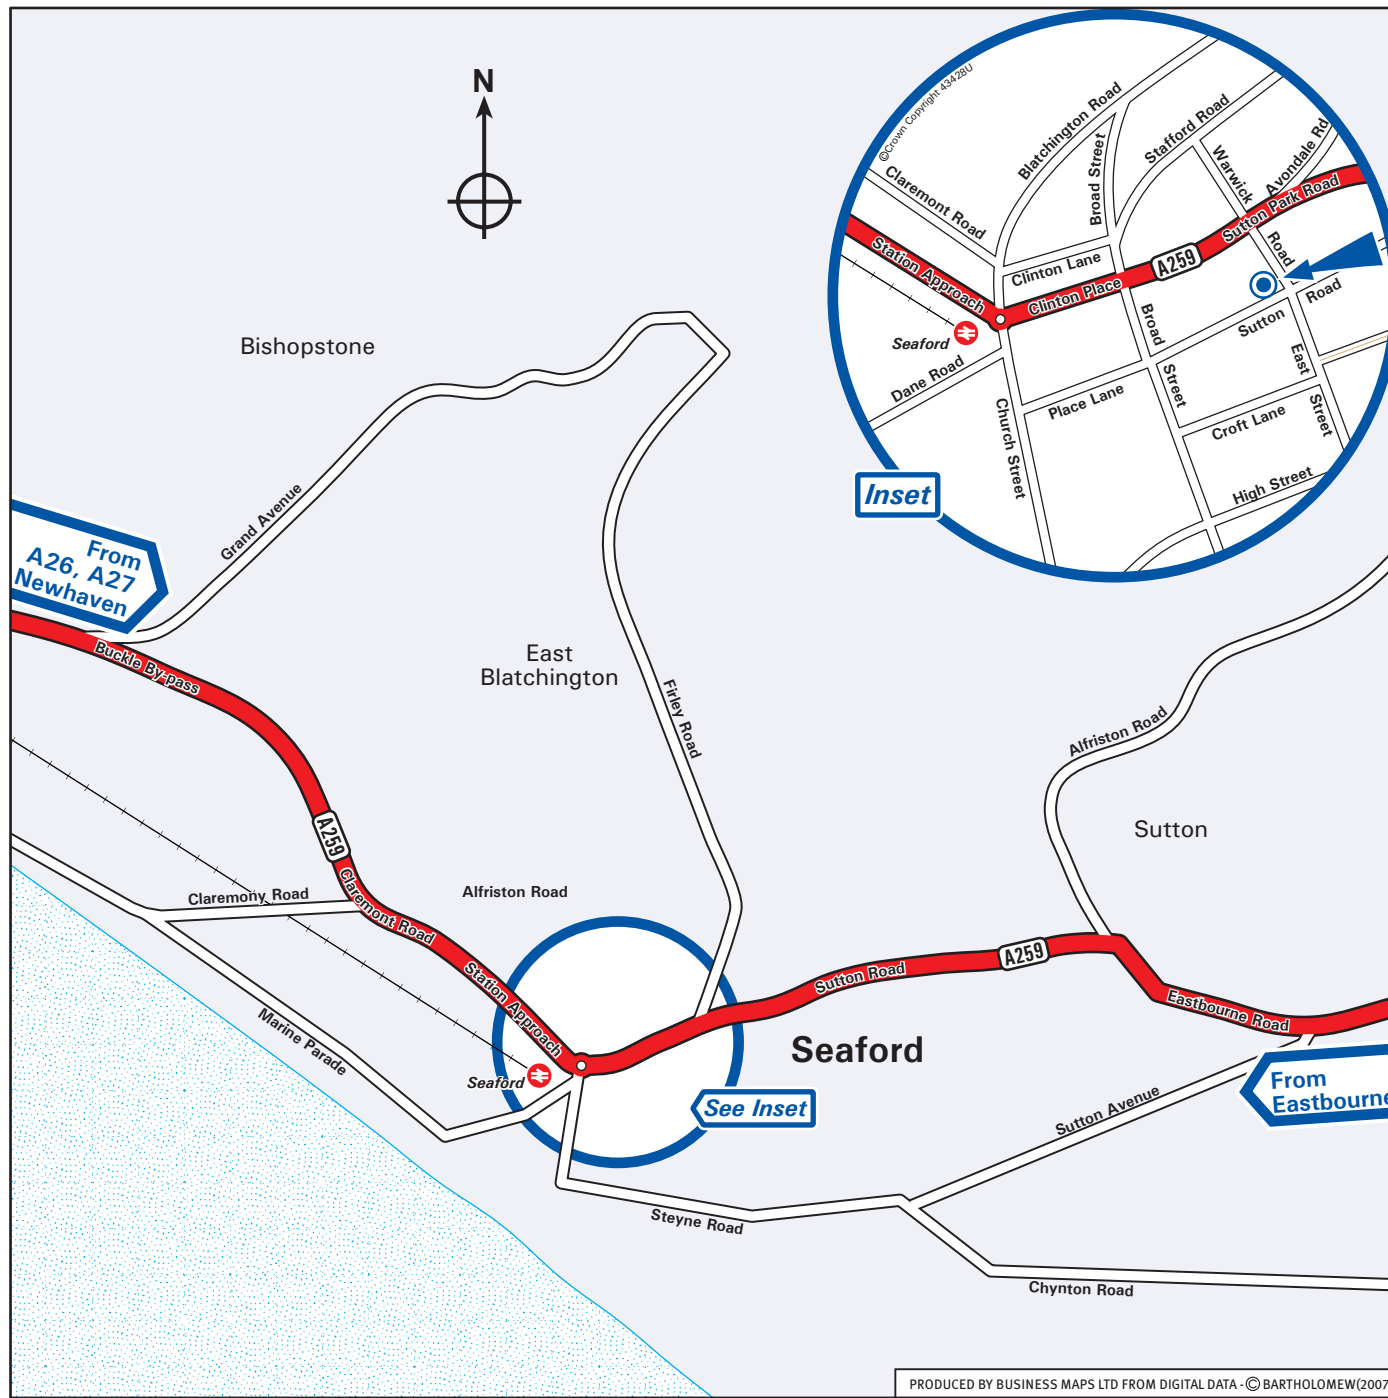 N
©Crown Copyright 43428U
Blatchington Road
Broad Street
Stafford Road
Warwick
Road
Avondale Rd
Claremont Road
Station Approach
Clinton Lane
Clinton Place
A259
Sutton Park Road
Seaford
Dane Road
Church Street
Place Lane
Broad
Street
Sutton
Road
East
Street
Croft Lane
High Street
Inset
Bishopstone
Grand Avenue
From
A26, A27
Newhaven
Buckle By-pass
East
Blatchington
Firley Road
Alfriston Road
Sutton
A259
Claremony Road
Claremont Road
Alfriston Road
Station Approach
Sutton Road
A259
Eastbourne Road
Marine Parade
Seaford
Seaford
See Inset
From
Eastbourne
Sutton Avenue
Steyne Road
Chynton Road
PRODUCED BY BUSINESS MAPS LTD FROM DIGITAL DATA - © BARTHOLOMEW(2007